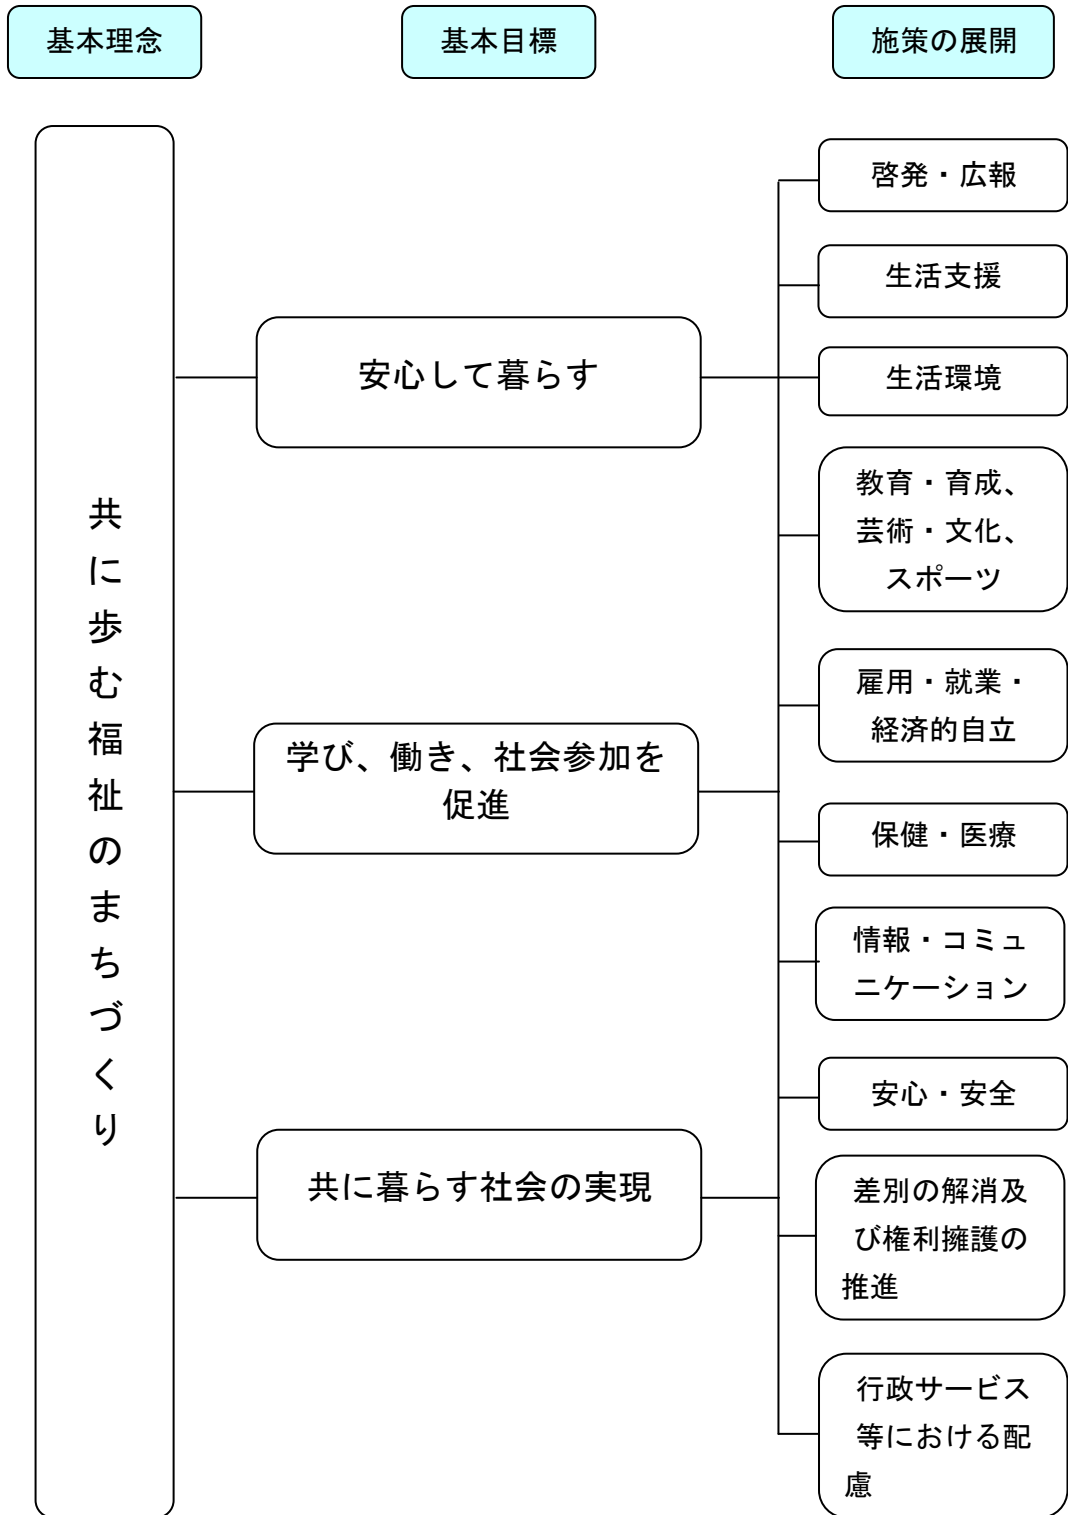 基本理念
基本目標
施策の展開
共に歩む福祉のまちづくり
安心して暮らす
学び、働き、社会参加を
促進
共に暮らす社会の実現
啓発・広報
生活支援
生活環境
教育・育成、
芸術・文化、
スポーツ
雇用・就業・
経済的自立
保健・医療
情報・コミュ
ニケーション
安心・安全
差別の解消及
び権利擁護の
推進
行政サービス
等における配
慮